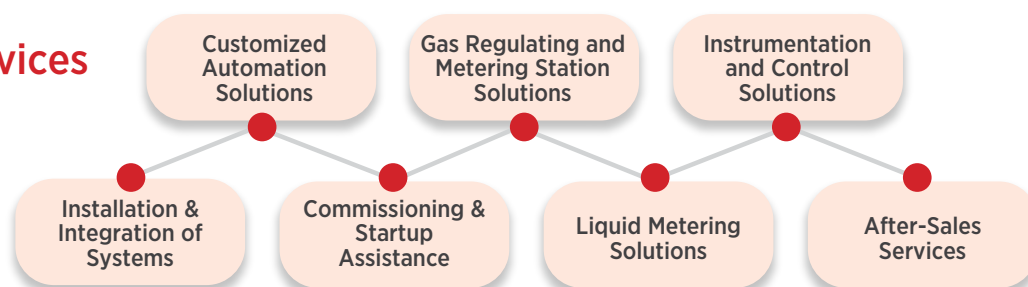 vices
Customized
Automation
Solutions
Gas Regulating and
Metering Station
Solutions
Instrumentation
and Control
Solutions
Installation &
Integration of
Systems
Commissioning &
Startup
Assistance
Liquid Metering
Solutions
After-Sales
Services